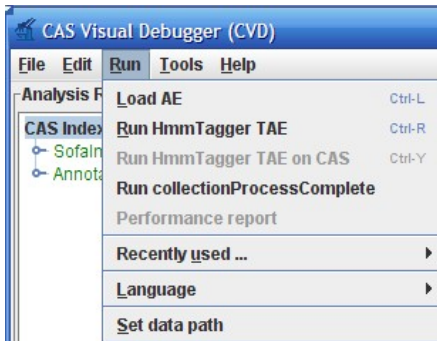 CAS Visual Debugger (CVD)
File Edit Run Tools Help
Analysis R
CAS Index
SofaIn
Annota
Load AE Ctrl-L
Run HmmTagger TAE Ctrl-R
Run HmmTagger TAE on CAS Ctrl-Y
Run collectionProcessComplete
Performance report
Recently used ...
Language
Set data path